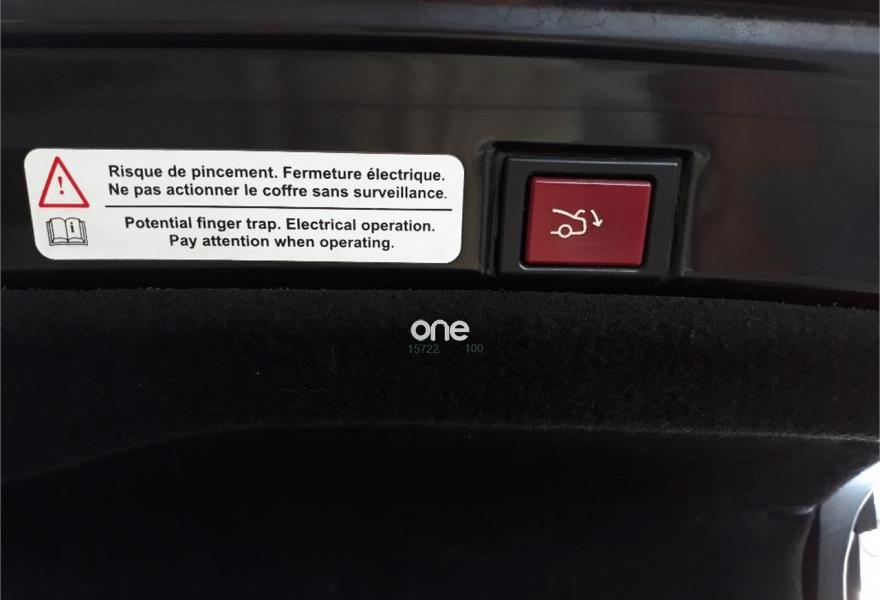 Risque de pincement. Fermeture électrique.
Ne pas actionner le coffre sans surveillance.
Potential finger trap. Electrical operation.
Pay attention when operating.
one
15722 100